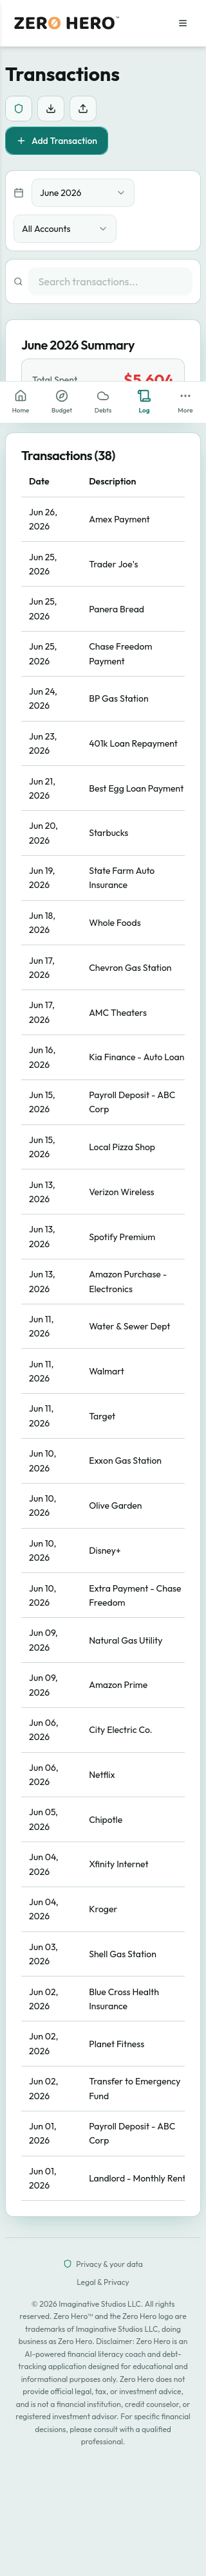 ZERO HERO™
Transactions
Add Transaction
June 2026
All Accounts
Search transactions...
June 2026 Summary
Total Spent $5,604
Home Budget Debts Log More
Transactions (38)
Date Description
Jun 26, 2026 Amex Payment
Jun 25, 2026 Trader Joe's
Jun 25, 2026 Panera Bread
Jun 25, 2026 Chase Freedom Payment
Jun 24, 2026 BP Gas Station
Jun 23, 2026 401k Loan Repayment
Jun 21, 2026 Best Egg Loan Payment
Jun 20, 2026 Starbucks
Jun 19, 2026 State Farm Auto Insurance
Jun 18, 2026 Whole Foods
Jun 17, 2026 Chevron Gas Station
Jun 17, 2026 AMC Theaters
Jun 16, 2026 Kia Finance - Auto Loan
Jun 15, 2026 Payroll Deposit - ABC Corp
Jun 15, 2026 Local Pizza Shop
Jun 13, 2026 Verizon Wireless
Jun 13, 2026 Spotify Premium
Jun 13, 2026 Amazon Purchase - Electronics
Jun 11, 2026 Water & Sewer Dept
Jun 11, 2026 Walmart
Jun 11, 2026 Target
Jun 10, 2026 Exxon Gas Station
Jun 10, 2026 Olive Garden
Jun 10, 2026 Disney+
Jun 10, 2026 Extra Payment - Chase Freedom
Jun 09, 2026 Natural Gas Utility
Jun 09, 2026 Amazon Prime
Jun 06, 2026 City Electric Co.
Jun 06, 2026 Netflix
Jun 05, 2026 Chipotle
Jun 04, 2026 Xfinity Internet
Jun 04, 2026 Kroger
Jun 03, 2026 Shell Gas Station
Jun 02, 2026 Blue Cross Health Insurance
Jun 02, 2026 Planet Fitness
Jun 02, 2026 Transfer to Emergency Fund
Jun 01, 2026 Payroll Deposit - ABC Corp
Jun 01, 2026 Landlord - Monthly Rent
Privacy & your data
Legal & Privacy
© 2026 Imaginative Studios LLC. All rights
reserved. Zero Hero™ and the Zero Hero logo are
trademarks of Imaginative Studios LLC, doing
business as Zero Hero. Disclaimer: Zero Hero is an
AI-powered financial literacy coach and debt-
tracking application designed for educational and
informational purposes only. Zero Hero does not
provide official legal, tax, or investment advice,
and is not a financial institution, credit counselor, or
registered investment advisor. For specific financial
decisions, please consult with a qualified
professional.